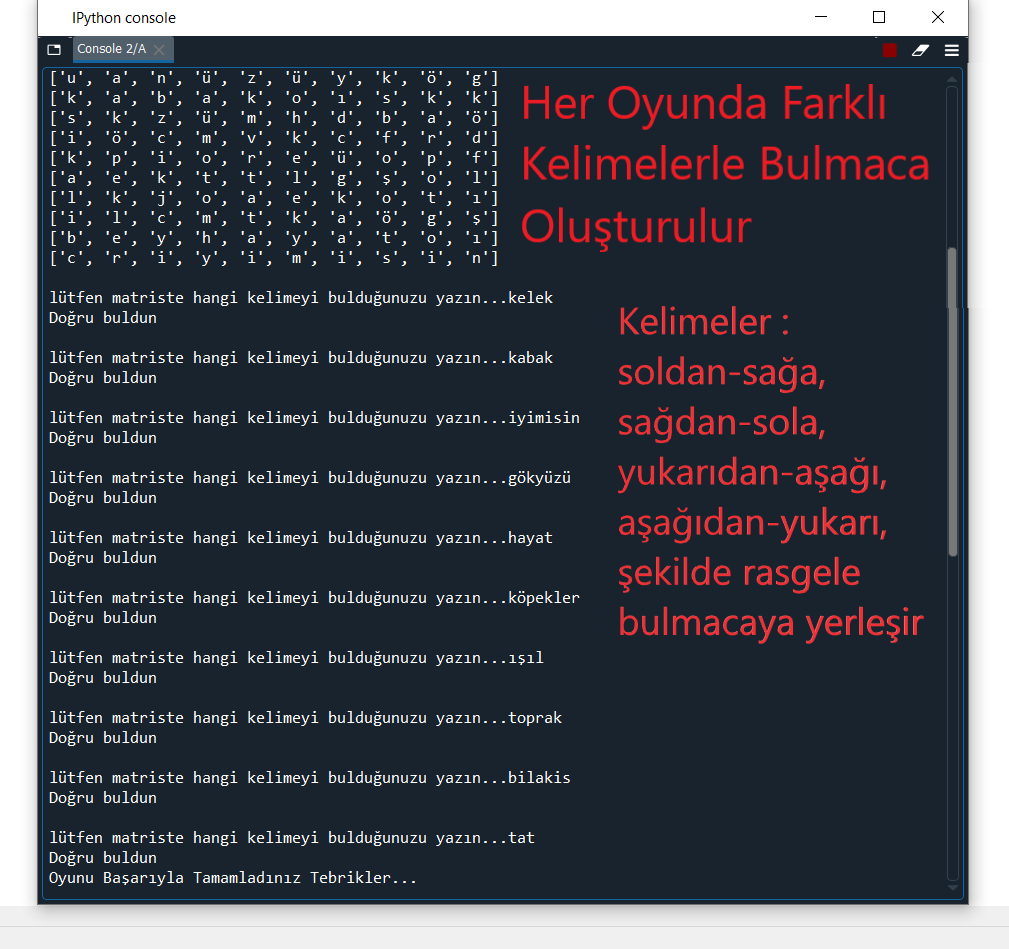 IPython console
Console 2/A
['u', 'a', 'n', 'ü', 'z', 'ü', 'y', 'k', 'ö', 'g']
['k', 'a', 'b', 'a', 'k', 'o', 'ı', 's', 'k', 'k']
['s', 'k', 'z', 'ü', 'm', 'h', 'd', 'b', 'a', 'ö']
['i', 'ö', 'c', 'm', 'v', 'k', 'c', 'f', 'r', 'd']
['k', 'p', 'i', 'o', 'r', 'e', 'ü', 'o', 'p', 'f']
['a', 'e', 'k', 't', 't', 'l', 'g', 'ş', 'o', 'l']
['l', 'k', 'j', 'o', 'a', 'e', 'k', 'o', 't', 'ı']
['i', 'l', 'c', 'm', 't', 'k', 'a', 'ö', 'g', 'ş']
['b', 'e', 'y', 'h', 'a', 'y', 'a', 't', 'o', 'ı']
['c', 'r', 'i', 'y', 'i', 'm', 'i', 's', 'i', 'n']
Her Oyunda Farklı
Kelimelerle Bulmaca
Oluşturulur
lütfen matriste hangi kelimeyi bulduğunuzu yazın...kelek
Doğru buldun
lütfen matriste hangi kelimeyi bulduğunuzu yazın...kabak
Doğru buldun
lütfen matriste hangi kelimeyi bulduğunuzu yazın...iyimisin
Doğru buldun
lütfen matriste hangi kelimeyi bulduğunuzu yazın...gökyüzü
Doğru buldun
lütfen matriste hangi kelimeyi bulduğunuzu yazın...hayat
Doğru buldun
lütfen matriste hangi kelimeyi bulduğunuzu yazın...köpekler
Doğru buldun
lütfen matriste hangi kelimeyi bulduğunuzu yazın...ışıl
Doğru buldun
lütfen matriste hangi kelimeyi bulduğunuzu yazın...toprak
Doğru buldun
lütfen matriste hangi kelimeyi bulduğunuzu yazın...bilakis
Doğru buldun
lütfen matriste hangi kelimeyi bulduğunuzu yazın...tat
Doğru buldun
Oyunu Başarıyla Tamamladınız Tebrikler...
Kelimeler :
soldan-sağa,
sağdan-sola,
yukarıdan-aşağı,
aşağıdan-yukarı,
şekilde rasgele
bulmacaya yerleşir